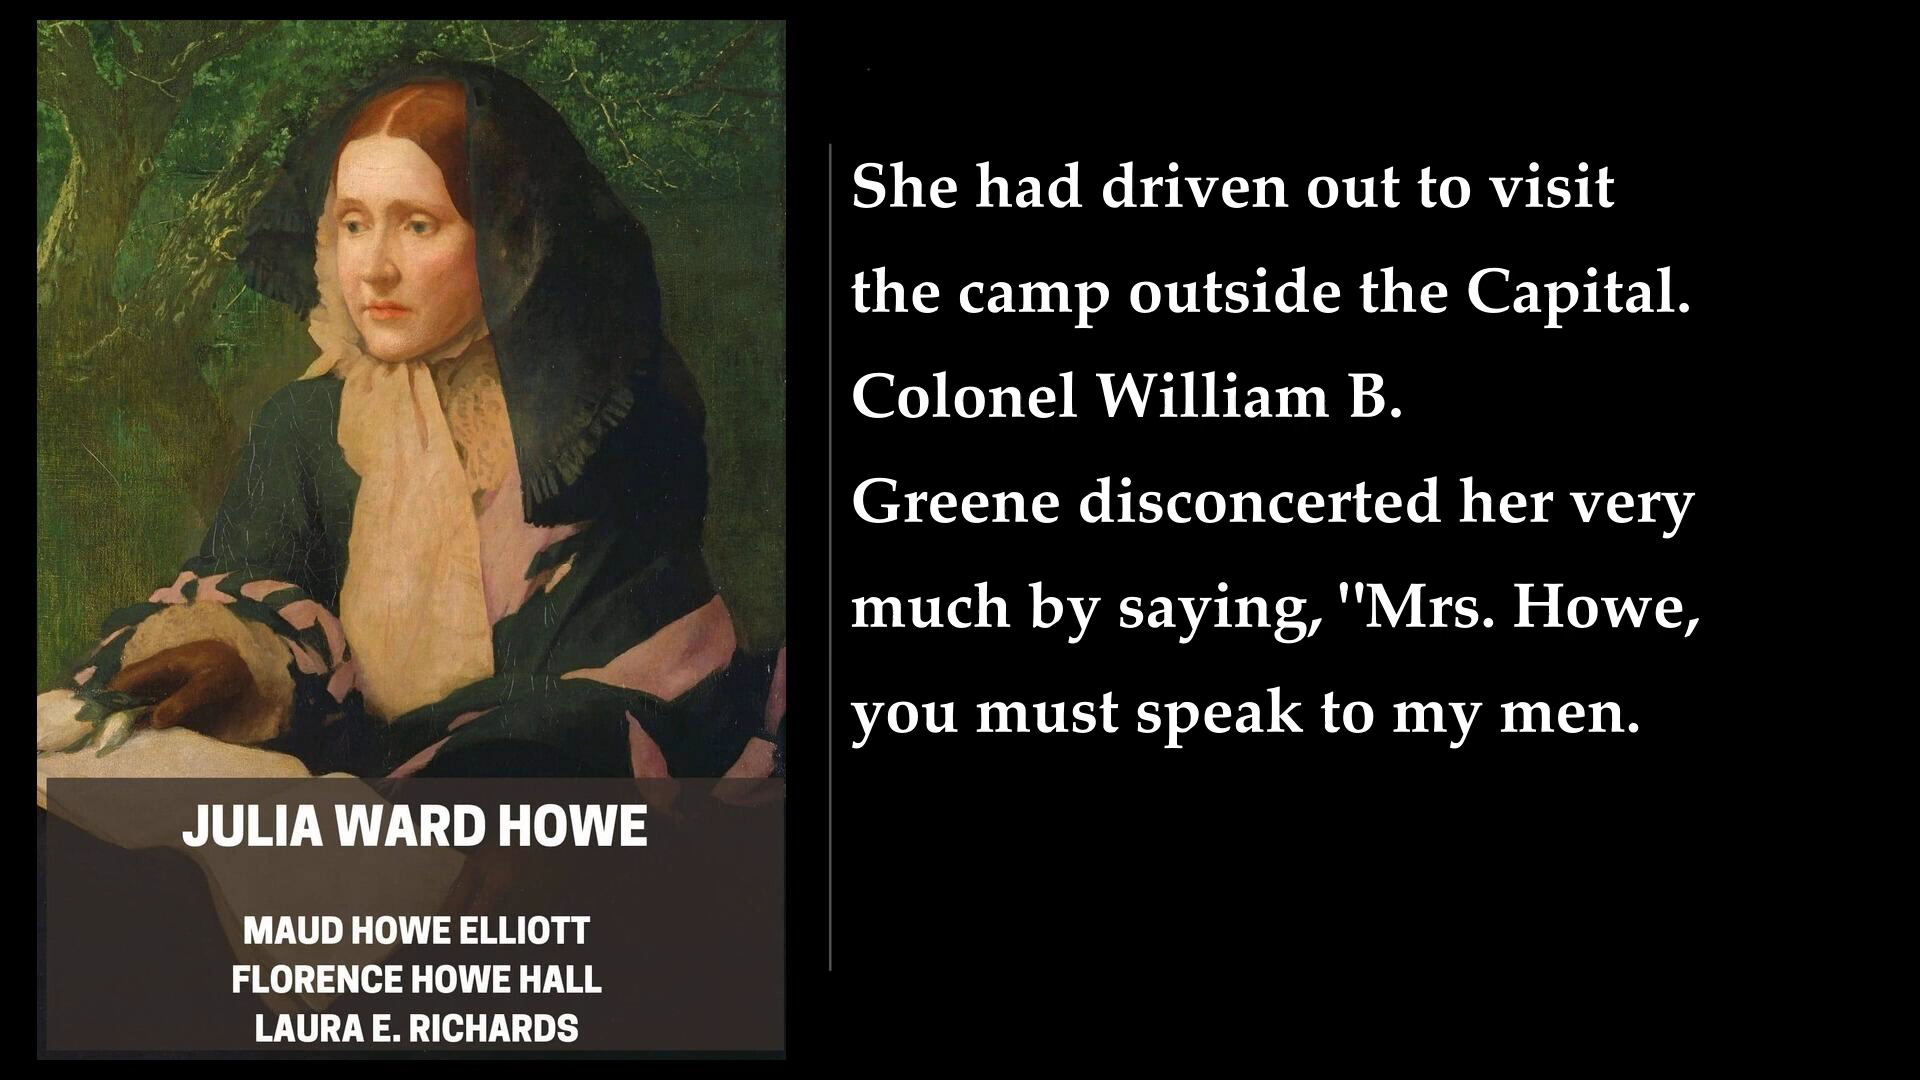 JULIA WARD HOWE
MAUD HOWE ELLIOTT
FLORENCE HOWE HALL
LAURA E. RICHARDS
She had driven out to visit
the camp outside the Capital.
Colonel William B.
Greene disconcerted her very
much by saying, "Mrs. Howe,
you must speak to my men.